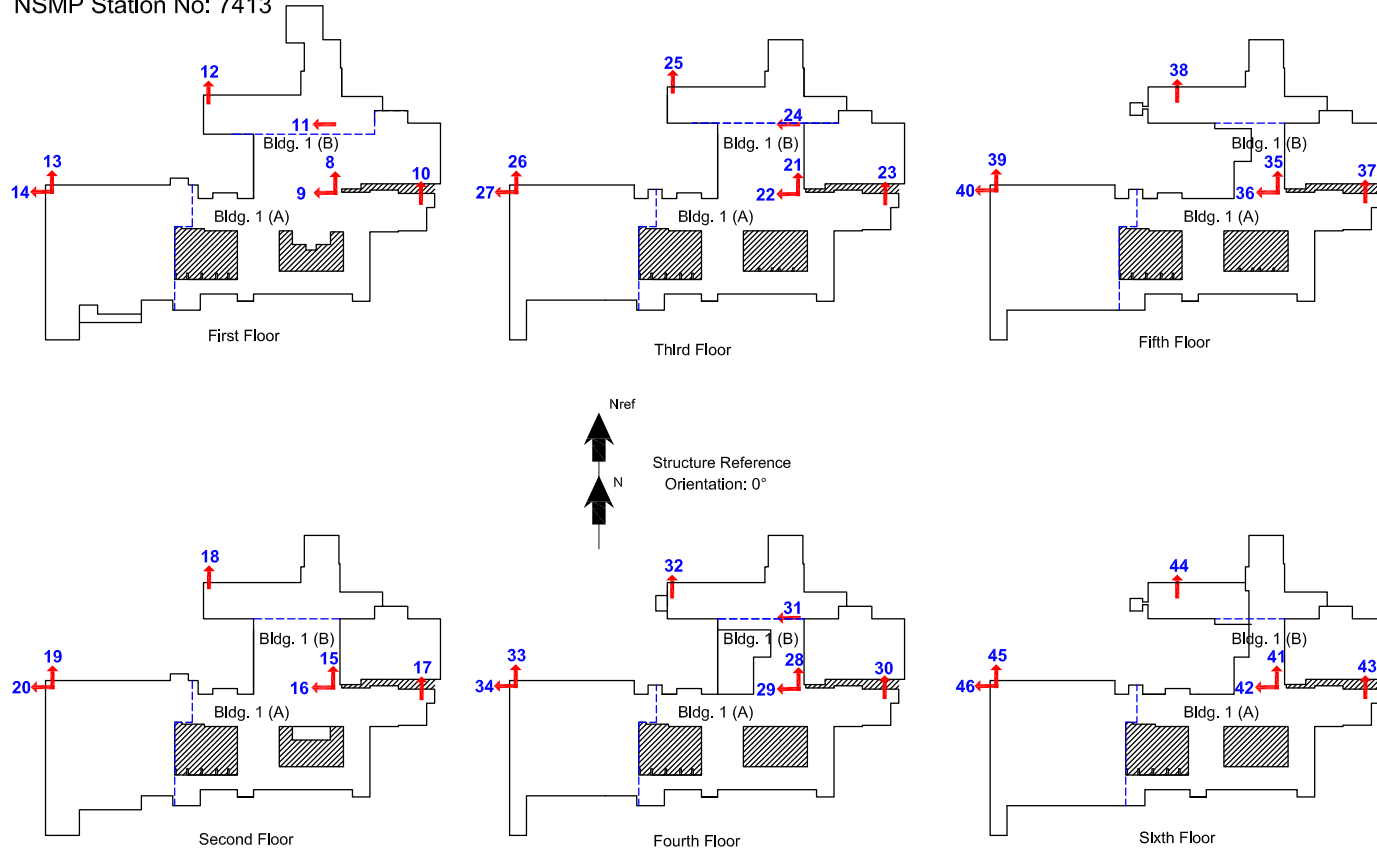 NSMP Station No: 7413
12
11
Bldg. 1 (B)
13
14
8
9
10
Bldg. 1 (A)
First Floor
25
24
Bldg. 1 (B)
26
27
21
22
23
Bldg. 1 (A)
Third Floor
38
Bldg. 1 (B)
39
40
35
36
37
Bldg. 1 (A)
Fifth Floor
Nref
N
Structure Reference
Orientation: 0°
18
Bldg. 1 (B)
19
20
15
16
17
Bldg. 1 (A)
Second Floor
32
31
Bldg. 1 (B)
33
34
28
29
30
Bldg. 1 (A)
Fourth Floor
44
Bldg. 1 (B)
45
46
41
42
43
Bldg. 1 (A)
Sixth Floor